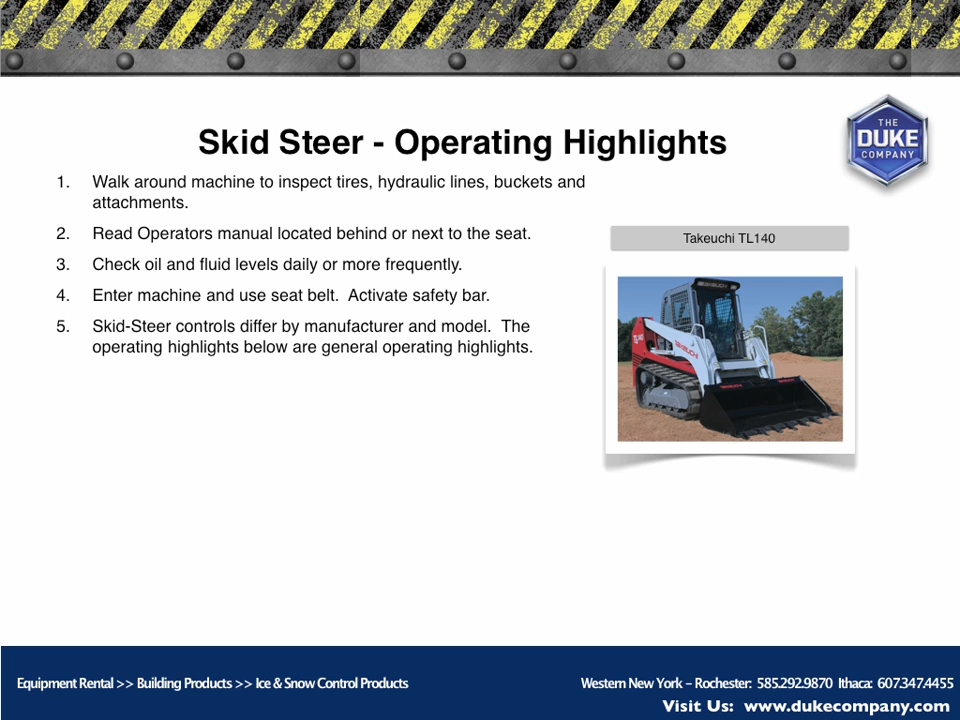 THE
DUKE
COMPANY
Skid Steer - Operating Highlights
1. Walk around machine to inspect tires, hydraulic lines, buckets and
attachments.
2. Read Operators manual located behind or next to the seat.
3. Check oil and fluid levels daily or more frequently.
4. Enter machine and use seat belt.  Activate safety bar.
5. Skid-Steer controls differ by manufacturer and model.  The
operating highlights below are general operating highlights.
Takeuchi TL140
TAKEUCHI
TAKEUCHI
Equipment Rental >> Building Products >> Ice & Snow Control Products
Western New York – Rochester: 585.292.9870 Ithaca: 607.347.4455
Visit Us: www.dukecompany.com